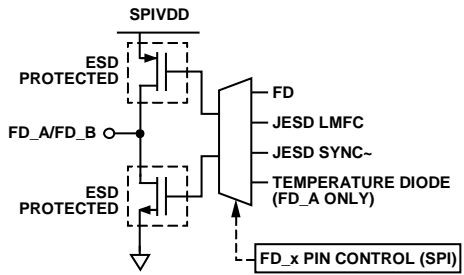 SPIVDD
ESD
PROTECTED
FD
FD_A/FD_B
JESD LMFC
JESD SYNC~
ESD
PROTECTED
TEMPERATURE DIODE
(FD_A ONLY)
FD_x PIN CONTROL (SPI)